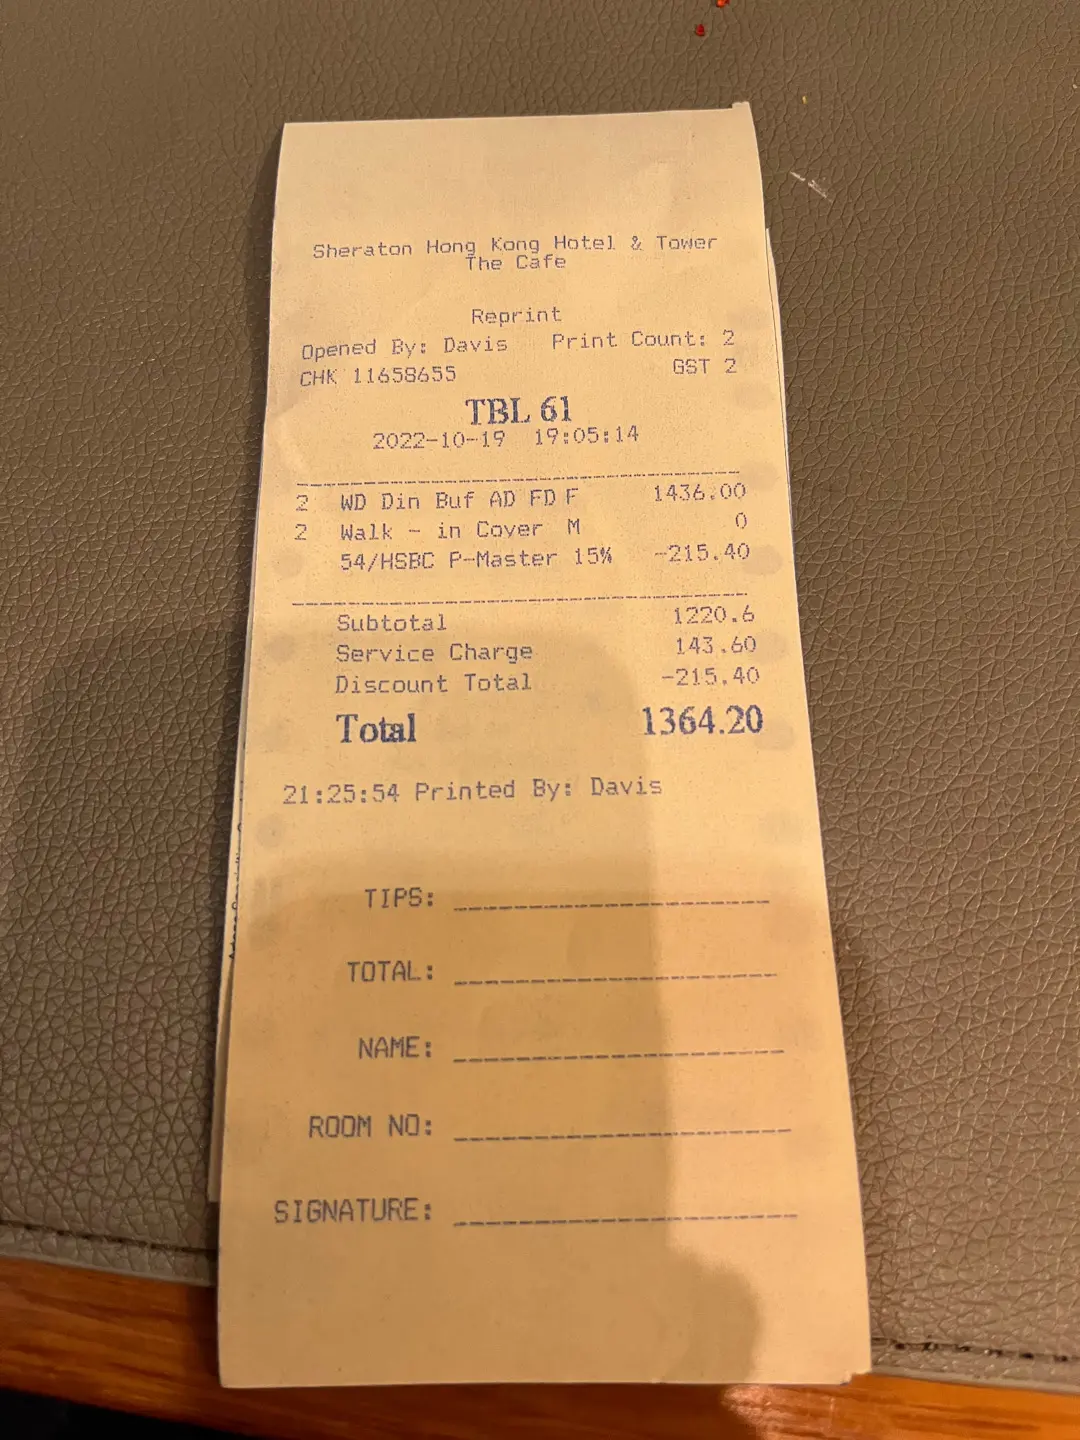 Sheraton Hong Kong Hotel & Tower
The Cafe
Reprint
Opened By: Davis Print Count: 2
CHK 11658655 GST 2
TBL 61
2022-10-19 19:05:14
2 WD Din Buf AD FD F 1436.00
2 Walk - in Cover M 0
54/HSBC P-Master 15% -215.40
Subtotal 1220.6
Service Charge 143.60
Discount Total -215.40
Total 1364.20
21:25:54 Printed By: Davis
TIPS:
TOTAL:
NAME:
ROOM NO:
SIGNATURE: